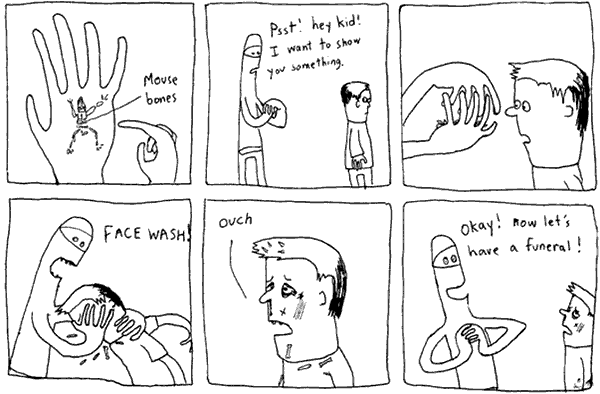 Mouse
bones
Psst! hey kid!
I want to show
you something.
FACE WASH!
ouch
Okay! now let's
have a funeral!